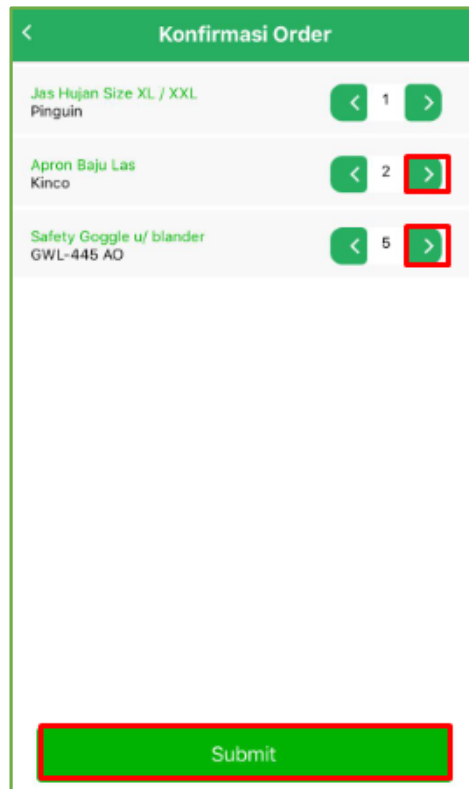 Konfirmasi Order
Jas Hujan Size XL / XXL
Pinguin
1
Apron Baju Las
Kinco
2
Safety Goggle u/ blander
GWL-445 AO
5
Submit